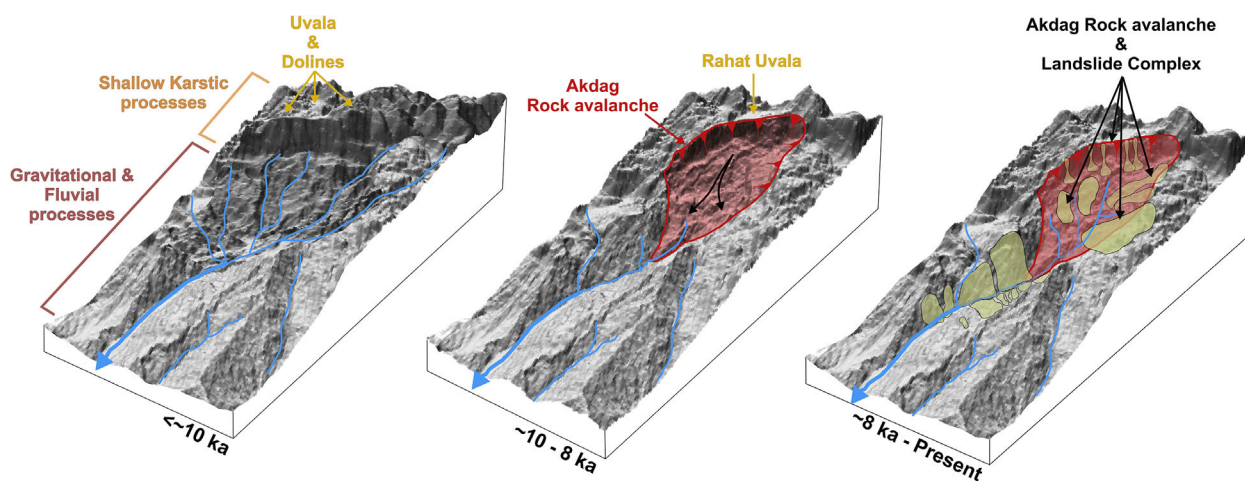 Uvala
&
Dolines
Shallow Karstic
processes
Gravitational &
Fluvial
processes
<~10 ka
Rahat Uvala
Akdag
Rock avalanche
~10 - 8 ka
Akdag Rock avalanche
&
Landslide Complex
~8 ka - Present